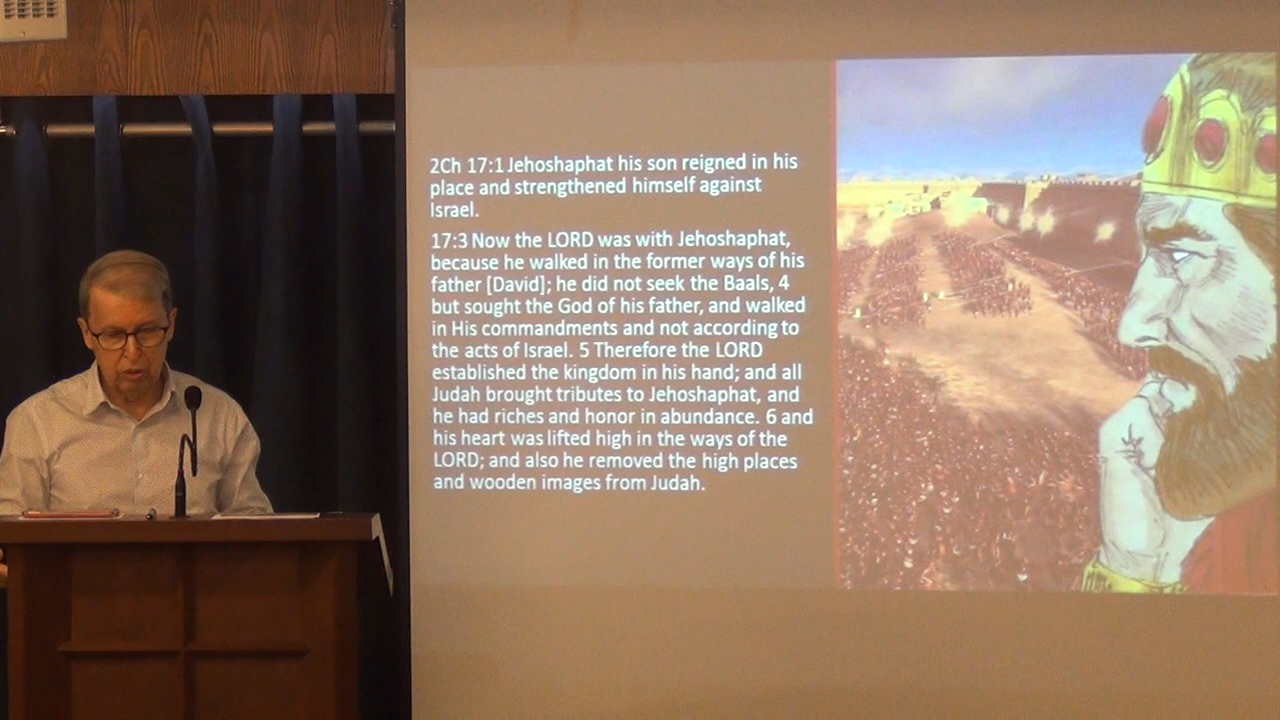 2Ch 17:1 Jehoshaphat his son reigned in his
place and strengthened himself against
Israel.
17:3 Now the LORD was with Jehoshaphat,
because he walked in the former ways of his
father [David]; he did not seek the Baals, 4
but sought the God of his father, and walked
in His commandments and not according to
the acts of Israel. 5 Therefore the LORD
established the kingdom in his hand; and all
Judah brought tributes to Jehoshaphat, and
he had riches and honor in abundance. 6 and
his heart was lifted high in the ways of the
LORD; and also he removed the high places
and wooden images from Judah.